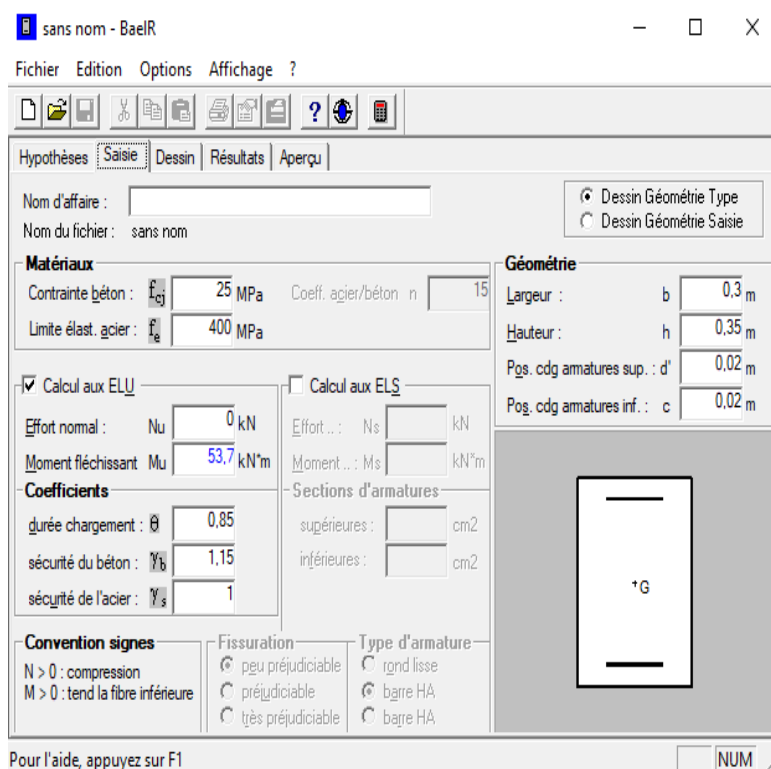 sans nom - BaelR
Fichier Edition Options Affichage ?
Hypothèses Saisie Dessin Résultats Aperçu
Nom d'affaire :
Nom du fichier : sans nom
Dessin Géométrie Type
Dessin Géométrie Saisie
Matériaux
Contrainte béton : fcj 25 MPa Coeff. acier/béton n 15
Limite élast. acier : fe 400 MPa
Géométrie
Largeur : b 0,3 m
Hauteur : h 0,35 m
Pos. cdg armatures sup. : d' 0,02 m
Pos. cdg armatures inf. : c 0,02 m
Calcul aux ELU
Effort normal : Nu 0 kN
Moment fléchissant Mu 53,7 kN*m
Coefficients
durée chargement : θ 0,85
sécurité du béton : γb 1,15
sécurité de l'acier : γs 1
Calcul aux ELS
Effort .. : Ns kN
Moment .. : Ms kN*m
Sections d'armatures
supérieures : cm2
inférieures : cm2
+G
Convention signes
N > 0 : compression
M > 0 : tend la fibre inférieure
Fissuration
peu préjudiciable
préjudiciable
très préjudiciable
Type d'armature
rond lisse
barre HA
barre HA
Pour l'aide, appuyez sur F1
NUM